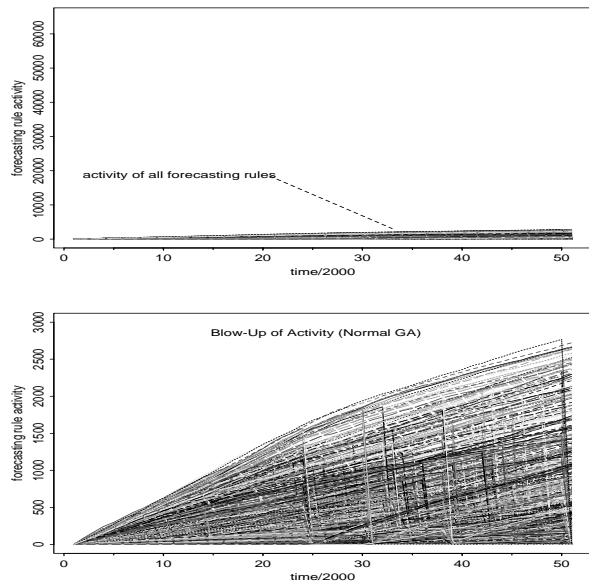 60000
50000
40000
30000
20000
10000
0
forecasting rule activity
activity of all forecasting rules
0 10 20 30 40 50
time/2000
3000
2500
2000
1500
1000
500
0
forecasting rule activity
Blow-Up of Activity (Normal GA)
0 10 20 30 40 50
time/2000